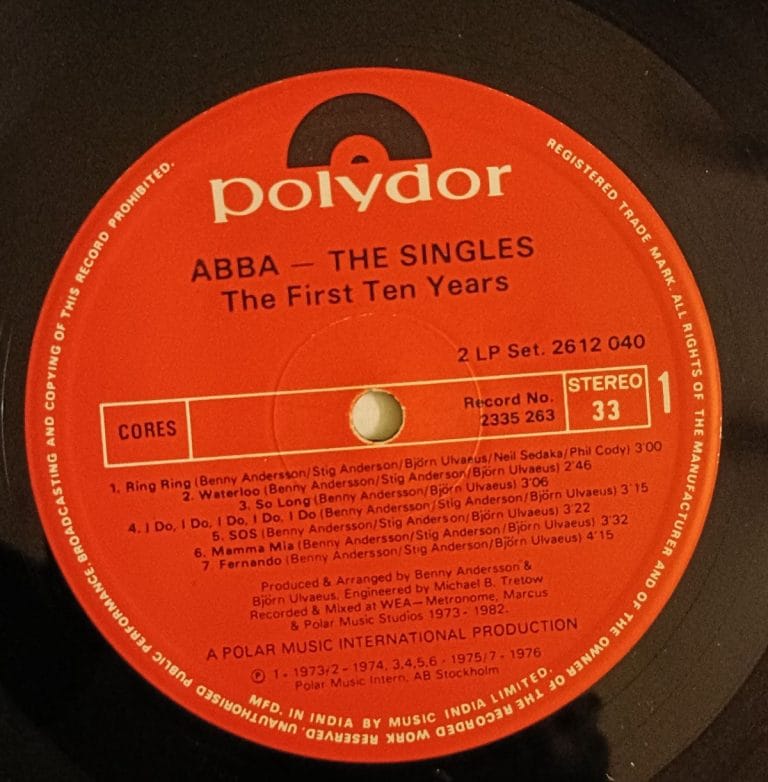 polydor
ABBA — THE SINGLES
The First Ten Years
2 LP Set. 2612 040
CORES
Record No.
2335 263
STEREO
33
1
1. Ring Ring (Benny Andersson/Stig Anderson/Björn Ulvaeus/Neil Sedaka/Phil Cody) 3'00
2. Waterloo (Benny Andersson/Stig Anderson/Björn Ulvaeus) 2'46
3. So Long (Benny Andersson/Björn Ulvaeus) 3'06
4. I Do, I Do, I Do, I Do, I Do (Benny Andersson/Stig Anderson/Björn Ulvaeus) 3'15
5. SOS (Benny Andersson/Stig Anderson/Björn Ulvaeus) 3'22
6. Mamma Mia (Benny Andersson/Stig Anderson/Björn Ulvaeus) 3'32
7. Fernando (Benny Andersson/Stig Anderson/Björn Ulvaeus) 4'15
Produced & Arranged by Benny Andersson &
Björn Ulvaeus, Engineered by Michael B. Tretow
Recorded & Mixed at WEA—Metronome, Marcus
& Polar Music Studios 1973-1982.
A POLAR MUSIC INTERNATIONAL PRODUCTION
℗ 1-1973/2-1974, 3,4,5,6-1975/7-1976
Polar Music Intern, AB Stockholm
MFD. IN INDIA BY MUSIC INDIA LIMITED.
REGISTERED TRADE MARK. ALL RIGHTS OF THE MANUFACTURER AND OF THE OWNER OF THE RECORDED WORK RESERVED. UNAUTHORISED PUBLIC PERFORMANCE, BROADCASTING AND COPYING OF THIS RECORD PROHIBITED.